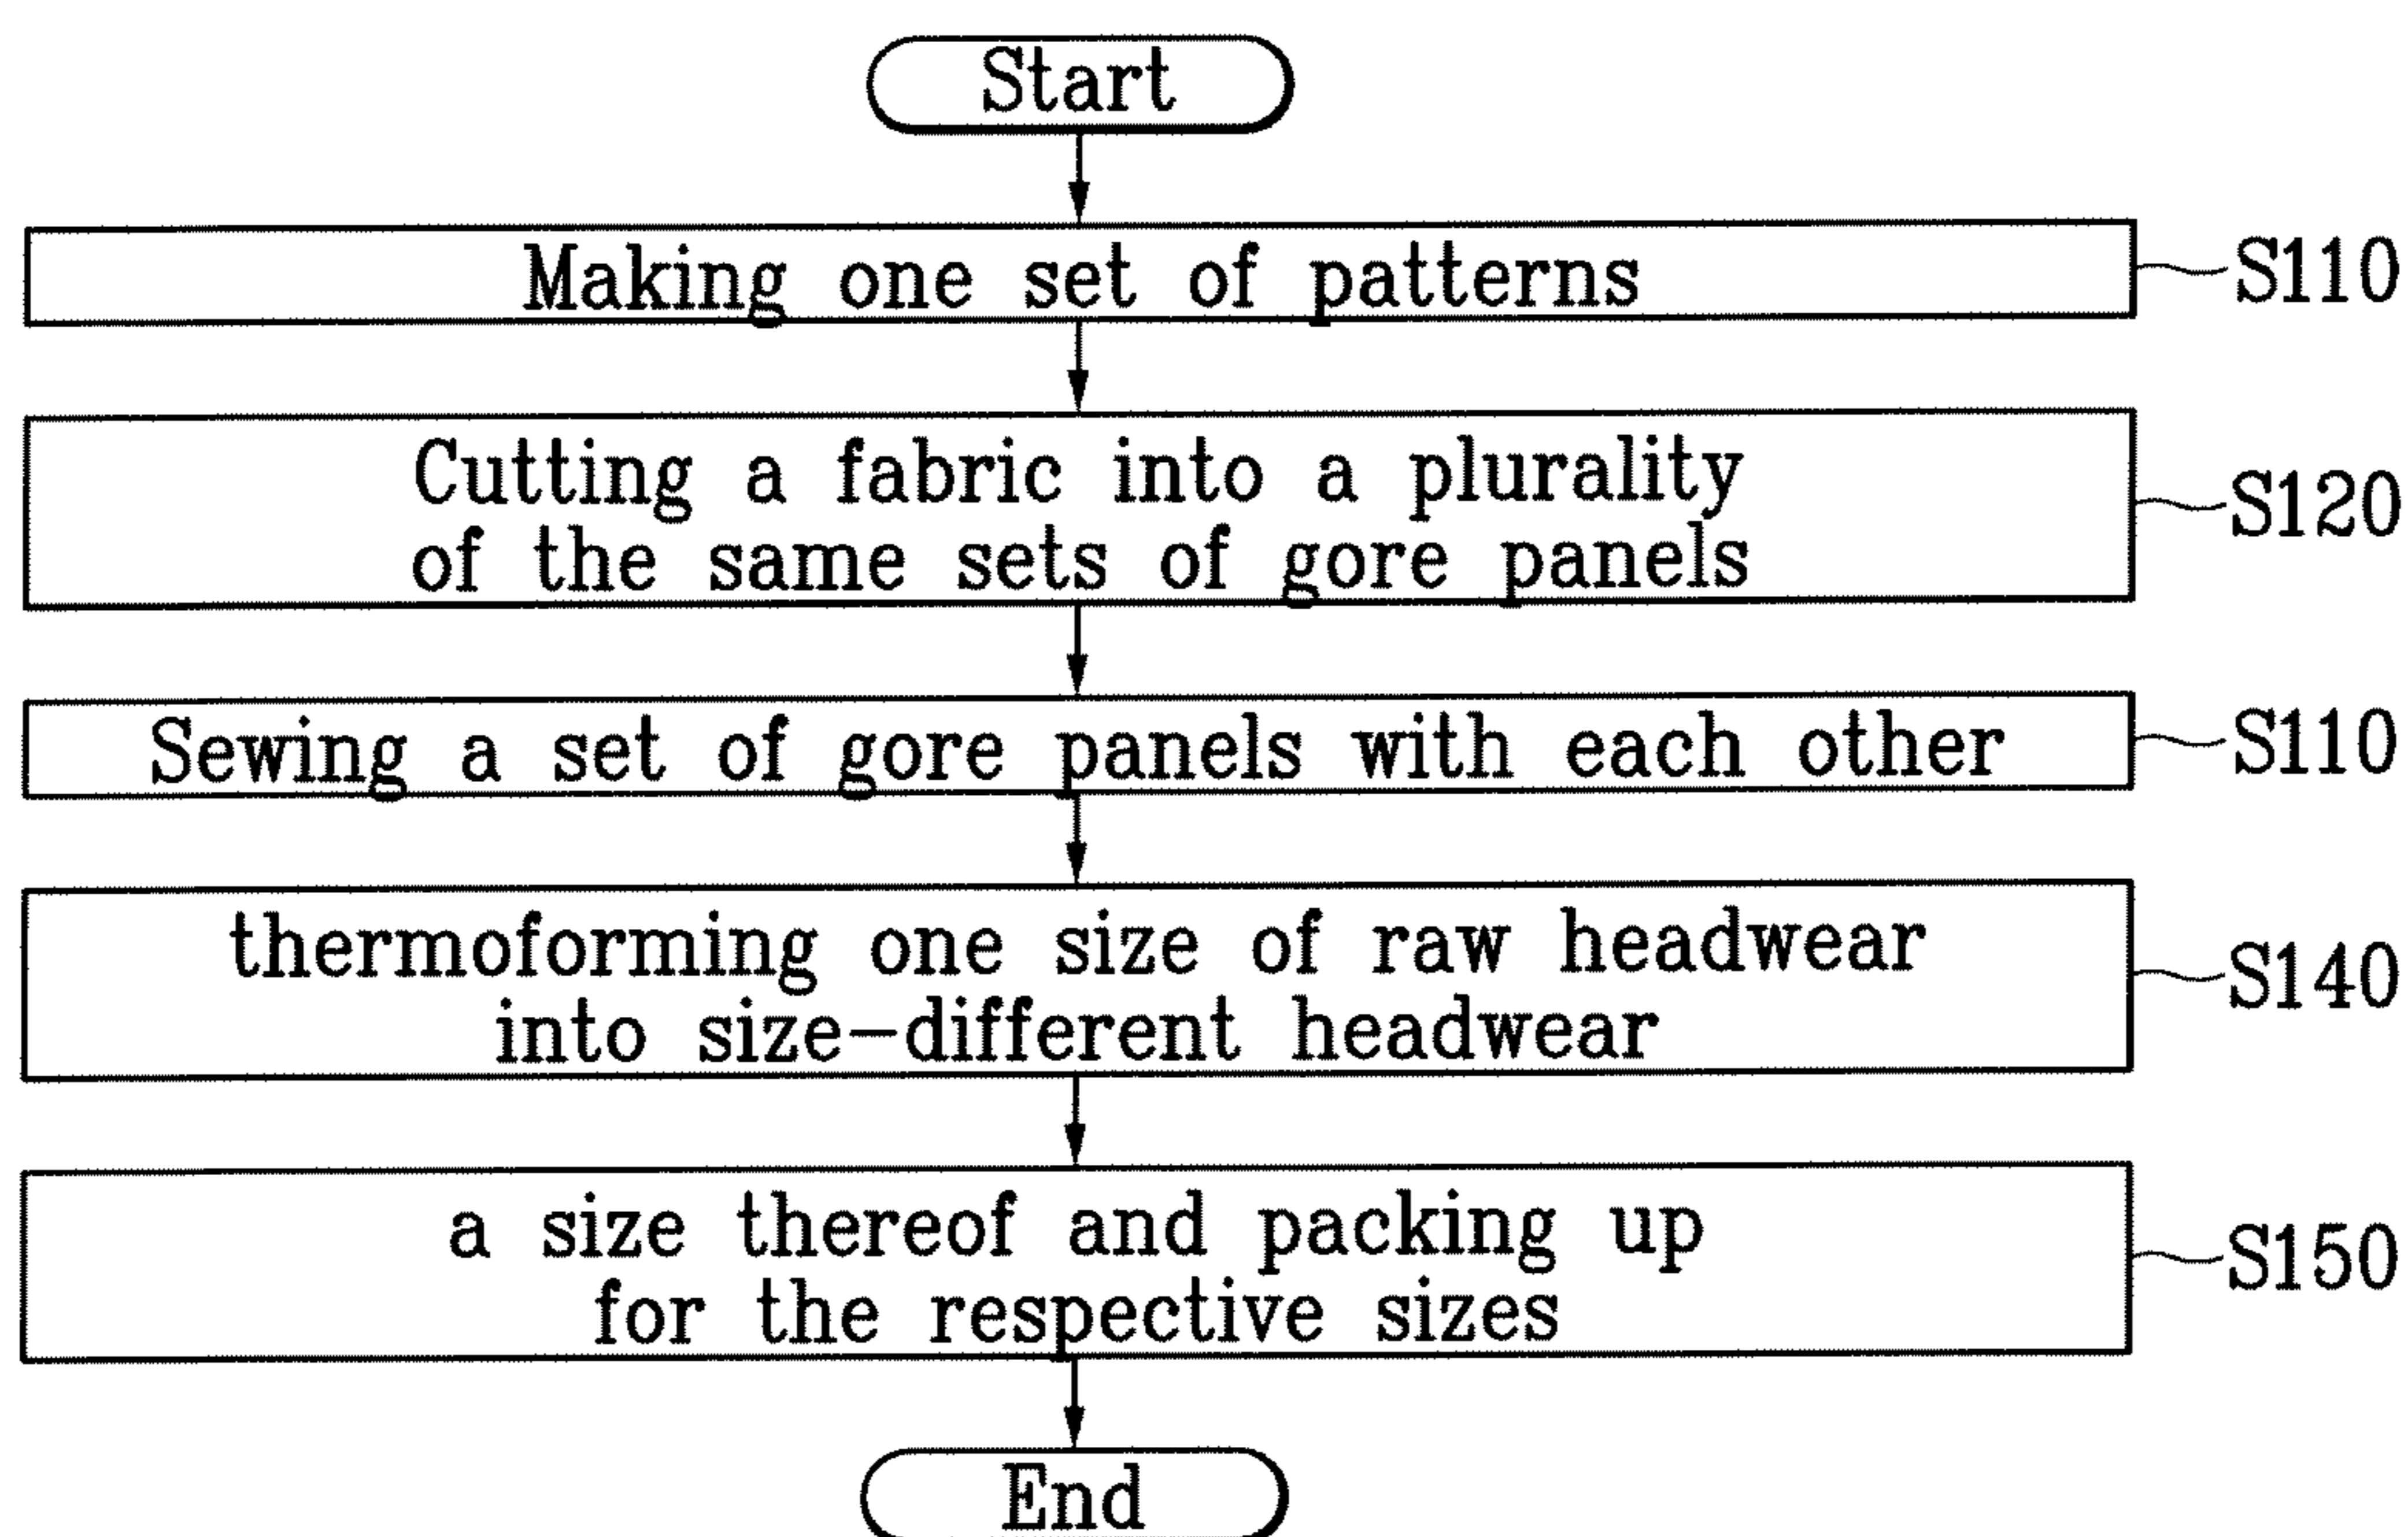 Start
Making one set of patterns
S110
Cutting a fabric into a plurality
of the same sets of gore panels
S120
Sewing a set of gore panels with each other
S110
thermoforming one size of raw headwear
into size-different headwear
S140
a size thereof and packing up
for the respective sizes
S150
End